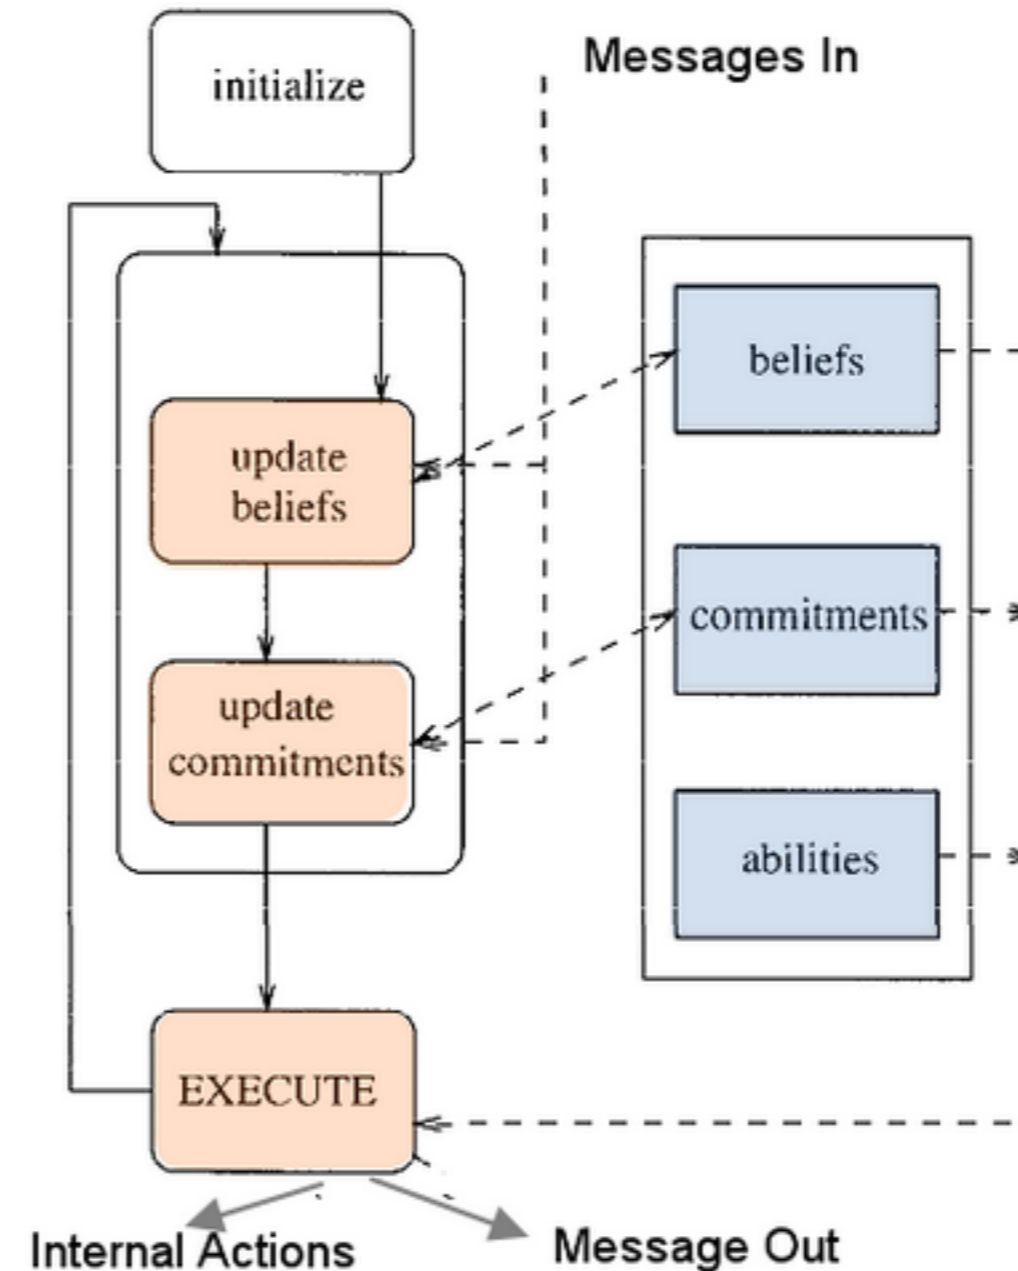 initialize
Messages In
beliefs
update
beliefs
commitments
update
commitments
abilities
EXECUTE
Internal Actions
Message Out